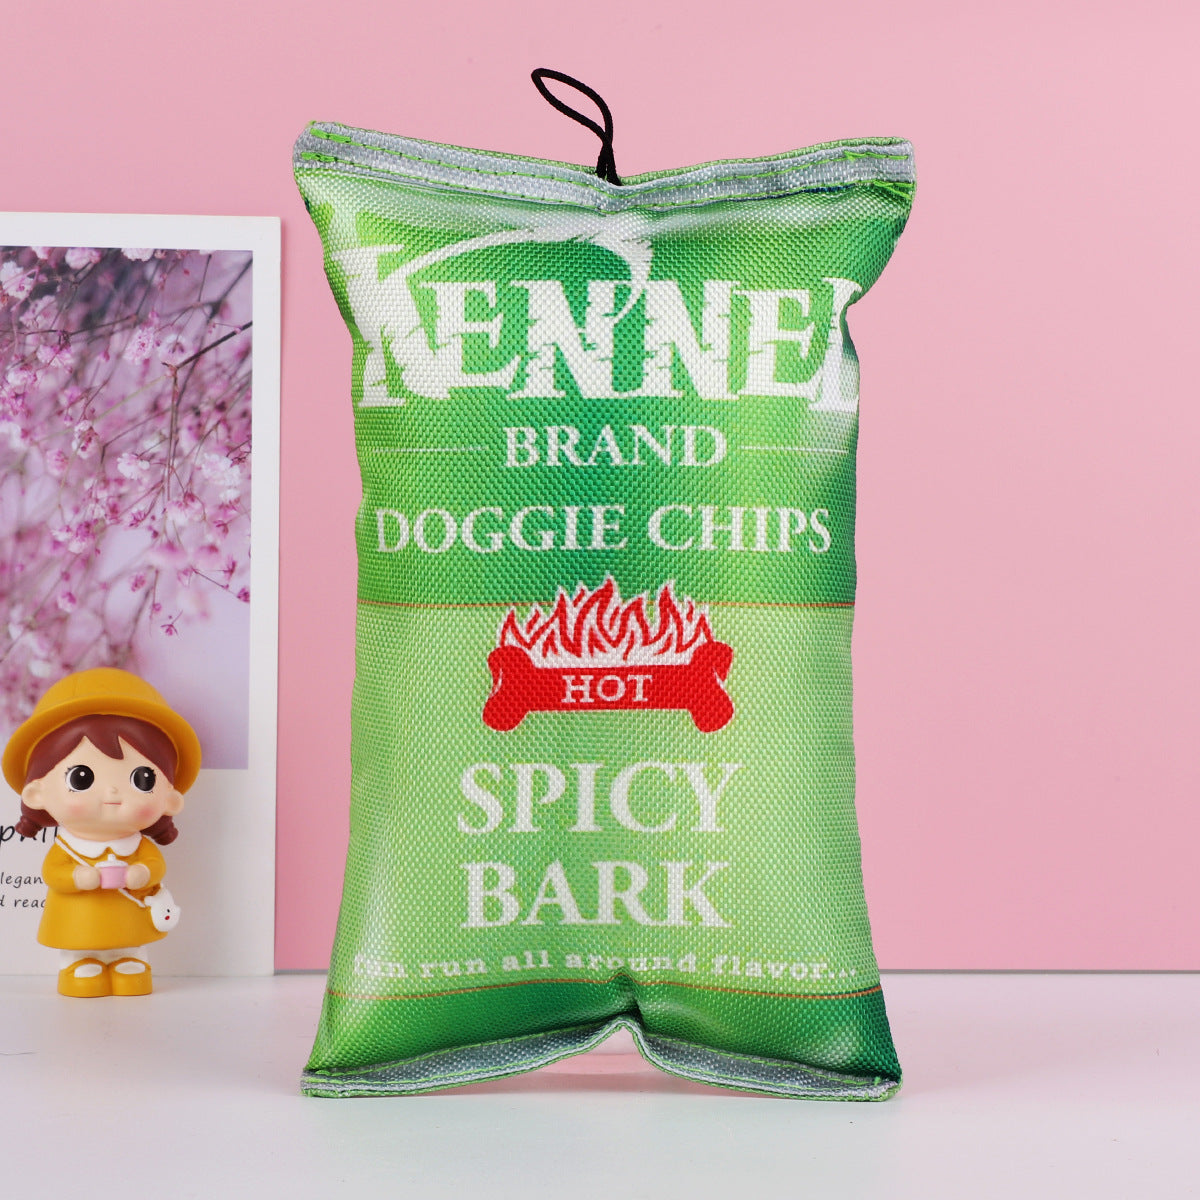 KENNEL
BRAND
DOGGIE CHIPS
HOT
SPICY
BARK
run all around flavor...